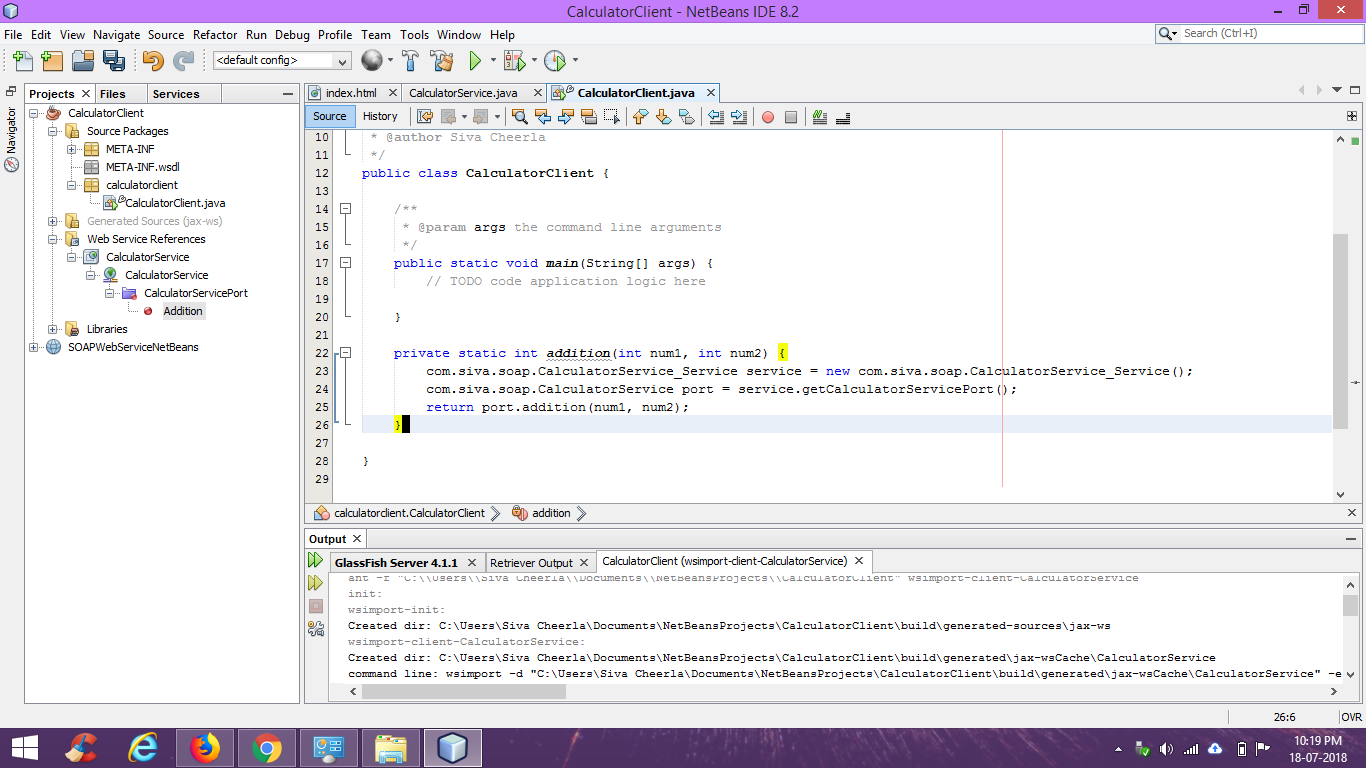 CalculatorClient - NetBeans IDE 8.2
File Edit View Navigate Source Refactor Run Debug Profile Team Tools Window Help
Search (Ctrl+I)
<default config>
Navigator
Projects Files Services
CalculatorClient
Source Packages
META-INF
META-INF.wsdl
calculatorclient
CalculatorClient.java
Generated Sources (jax-ws)
Web Service References
CalculatorService
CalculatorService
CalculatorServicePort
Addition
Libraries
SOAPWebServiceNetBeans
index.html CalculatorService.java CalculatorClient.java
Source History
10 * @author Siva Cheerla
11 */
12 public class CalculatorClient {
13
14 /**
15 * @param args the command line arguments
16 */
17 public static void main(String[] args) {
18 // TODO code application logic here
19
20 }
21
22 private static int addition(int num1, int num2) {
23 com.siva.soap.CalculatorService_Service service = new com.siva.soap.CalculatorService_Service();
24 com.siva.soap.CalculatorService port = service.getCalculatorServicePort();
25 return port.addition(num1, num2);
26 }
27
28 }
29
calculatorclient.CalculatorClient addition
Output
GlassFish Server 4.1.1 Retriever Output CalculatorClient (wsimport-client-CalculatorService)
ant -f "C:\\Users\\Siva Cheerla\\Documents\\NetBeansProjects\\CalculatorClient" wsimport-client-CalculatorService
init:
wsimport-init:
Created dir: C:\Users\Siva Cheerla\Documents\NetBeansProjects\CalculatorClient\build\generated-sources\jax-ws
wsimport-client-CalculatorService:
Created dir: C:\Users\Siva Cheerla\Documents\NetBeansProjects\CalculatorClient\build\generated\jax-wsCache\CalculatorService
command line: wsimport -d "C:\Users\Siva Cheerla\Documents\NetBeansProjects\CalculatorClient\build\generated\jax-wsCache\CalculatorService" -e
26:6 OVR
10:19 PM
18-07-2018